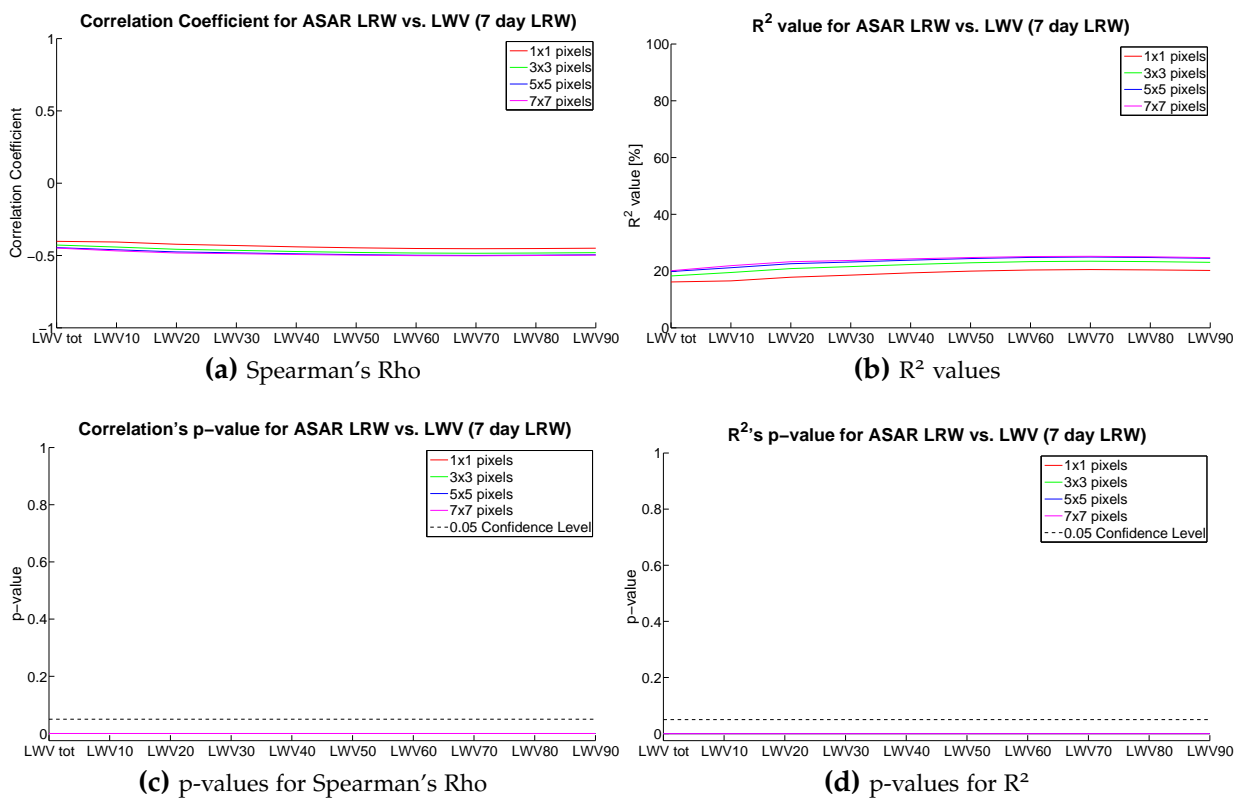 Correlation Coefficient for ASAR LRW vs. LWV (7 day LRW)
1
0.5
0
−0.5
−1
Correlation Coefficient
1x1 pixels
3x3 pixels
5x5 pixels
7x7 pixels
LWV tot LWV10 LWV20 LWV30 LWV40 LWV50 LWV60 LWV70 LWV80 LWV90
(a) Spearman's Rho
R² value for ASAR LRW vs. LWV (7 day LRW)
100
80
60
40
20
0
R² value [%]
1x1 pixels
3x3 pixels
5x5 pixels
7x7 pixels
LWV tot LWV10 LWV20 LWV30 LWV40 LWV50 LWV60 LWV70 LWV80 LWV90
(b) R² values
Correlation's p−value for ASAR LRW vs. LWV (7 day LRW)
1
0.8
0.6
0.4
0.2
0
p−value
1x1 pixels
3x3 pixels
5x5 pixels
7x7 pixels
0.05 Confidence Level
LWV tot LWV10 LWV20 LWV30 LWV40 LWV50 LWV60 LWV70 LWV80 LWV90
(c) p-values for Spearman's Rho
R²'s p−value for ASAR LRW vs. LWV (7 day LRW)
1
0.8
0.6
0.4
0.2
0
p−value
1x1 pixels
3x3 pixels
5x5 pixels
7x7 pixels
0.05 Confidence Level
LWV tot LWV10 LWV20 LWV30 LWV40 LWV50 LWV60 LWV70 LWV80 LWV90
(d) p-values for R²